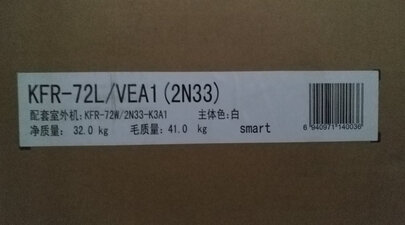 KFR-72L/VEA1(2N33)
配套室外机:KFR-72W/2N33-K3A1 主体色:白
净质量: 32.0 kg 毛质量: 41.0 kg smart
6 940971 140036